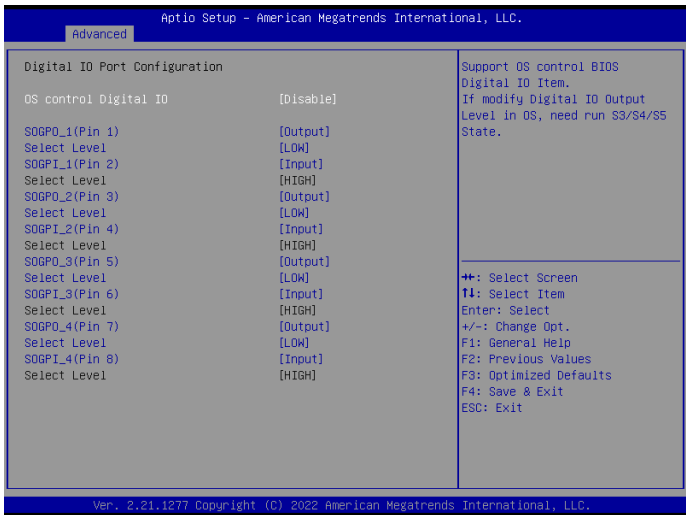 Aptio Setup – American Megatrends International, LLC.
Advanced
Digital IO Port Configuration
OS control Digital IO [Disable]
SOGPO_1(Pin 1) [Output]
Select Level [LOW]
SOGPI_1(Pin 2) [Input]
Select Level [HIGH]
SOGPO_2(Pin 3) [Output]
Select Level [LOW]
SOGPI_2(Pin 4) [Input]
Select Level [HIGH]
SOGPO_3(Pin 5) [Output]
Select Level [LOW]
SOGPI_3(Pin 6) [Input]
Select Level [HIGH]
SOGPO_4(Pin 7) [Output]
Select Level [LOW]
SOGPI_4(Pin 8) [Input]
Select Level [HIGH]
Support OS control BIOS
Digital IO Item.
If modify Digital IO Output
Level in OS, need run S3/S4/S5
State.
→←: Select Screen
↑↓: Select Item
Enter: Select
+/-: Change Opt.
F1: General Help
F2: Previous Values
F3: Optimized Defaults
F4: Save & Exit
ESC: Exit
Ver. 2.21.1277 Copyright (C) 2022 American Megatrends International, LLC.